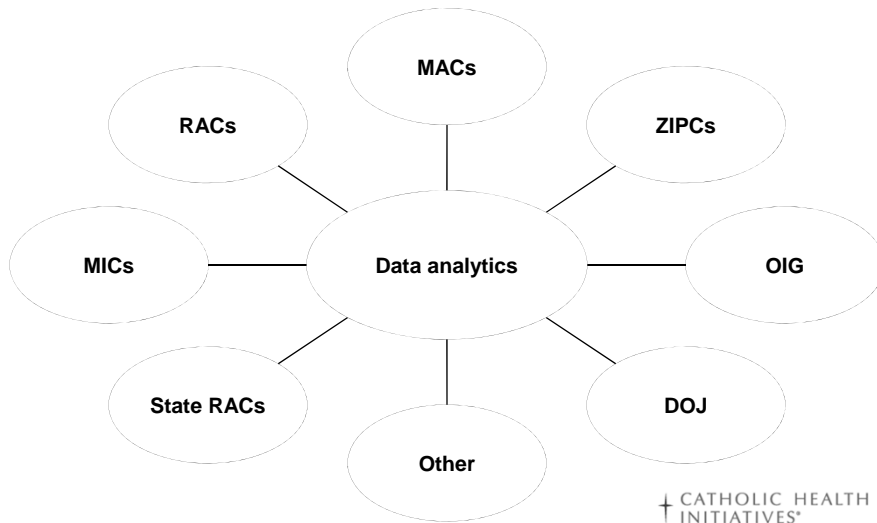 MACs
RACs
ZIPCs
MICs
Data analytics
OIG
State RACs
DOJ
Other
CATHOLIC HEALTH
INITIATIVES®